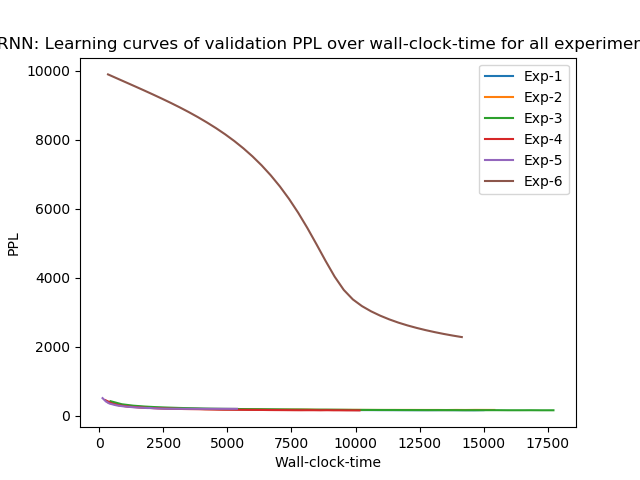 RNN: Learning curves of validation PPL over wall-clock-time for all
PPL
10000
8000
6000
4000
2000
0
Exp-1
Exp-2
Exp-3
Exp-4
Exp-5
Exp-6
0 2500 5000 7500 10000 12500 15000 17500
Wall-clock-time